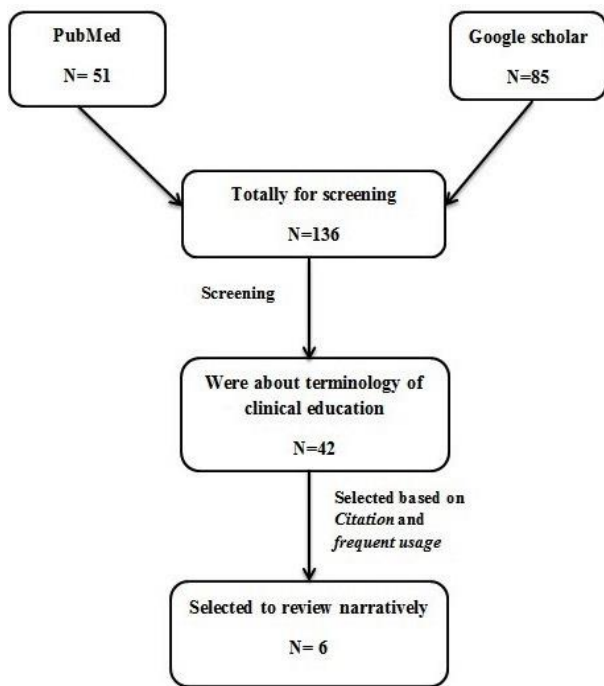 PubMed
N= 51
Google scholar
N=85
Totally for screening
N=136
Screening
Were about terminology of
clinical education
N=42
Selected based on
Citation and
frequent usage
Selected to review narratively
N= 6